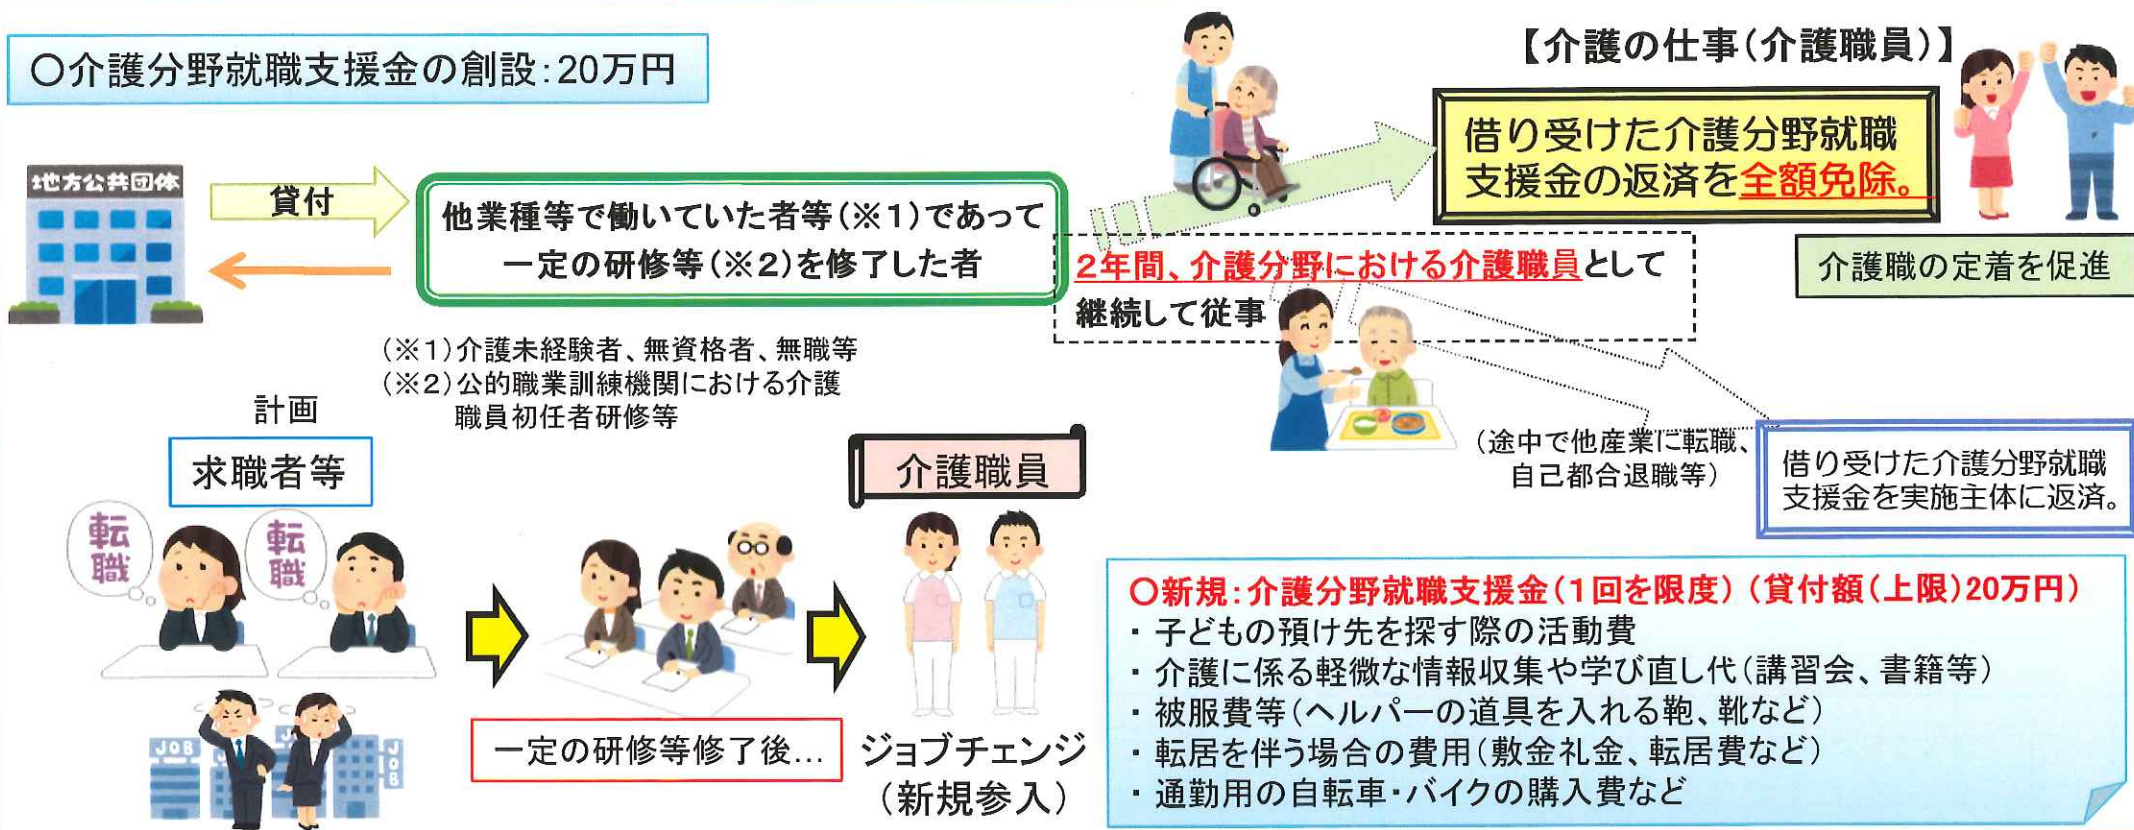 〇介護分野就職支援金の創設:20万円
地方公共団体
貸付
他業種等で働いていた者等(※1)であって
一定の研修等(※2)を修了した者
(※1)介護未経験者、無資格者、無職等
(※2)公的職業訓練機関における介護
職員初任者研修等
【介護の仕事(介護職員)】
借り受けた介護分野就職
支援金の返済を全額免除。
介護職の定着を促進
2年間、介護分野における介護職員として
継続して従事
(途中で他産業に転職、
自己都合退職等)
借り受けた介護分野就職
支援金を実施主体に返済。
計画
求職者等
転職
転職
JOB
J
JOB
一定の研修等修了後…
介護職員
ジョブチェンジ
(新規参入)
〇新規:介護分野就職支援金(1回を限度)(貸付額(上限)20万円)
・子どもの預け先を探す際の活動費
・介護に係る軽微な情報収集や学び直し代(講習会、書籍等)
・被服費等(ヘルパーの道具を入れる鞄、靴など)
・転居を伴う場合の費用(敷金礼金、転居費など)
・通勤用の自転車・バイクの購入費など